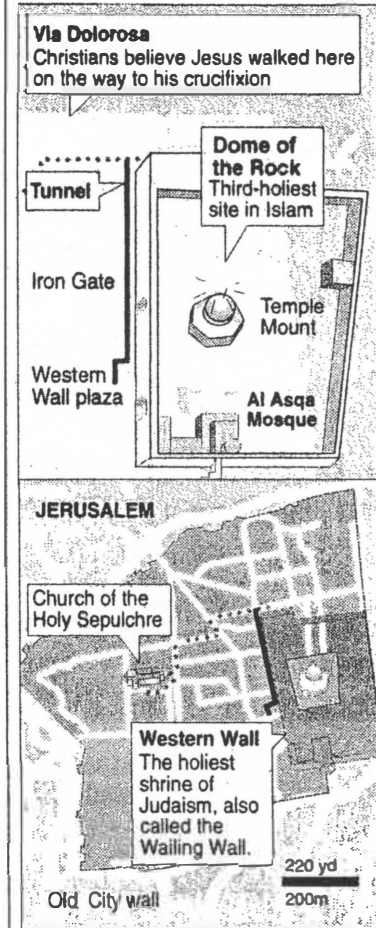 Via Dolorosa
Christians believe Jesus walked here
on the way to his crucifixion
Dome of
the Rock
Third-holiest
site in Islam
Tunnel
Iron Gate
Temple
Mount
Western
Wall plaza
Al Asqa
Mosque
JERUSALEM
Church of the
Holy Sepulchre
Western Wall
The holiest
shrine of
Judaism, also
called the
Wailing Wall.
220 yd
200m
Old City wall